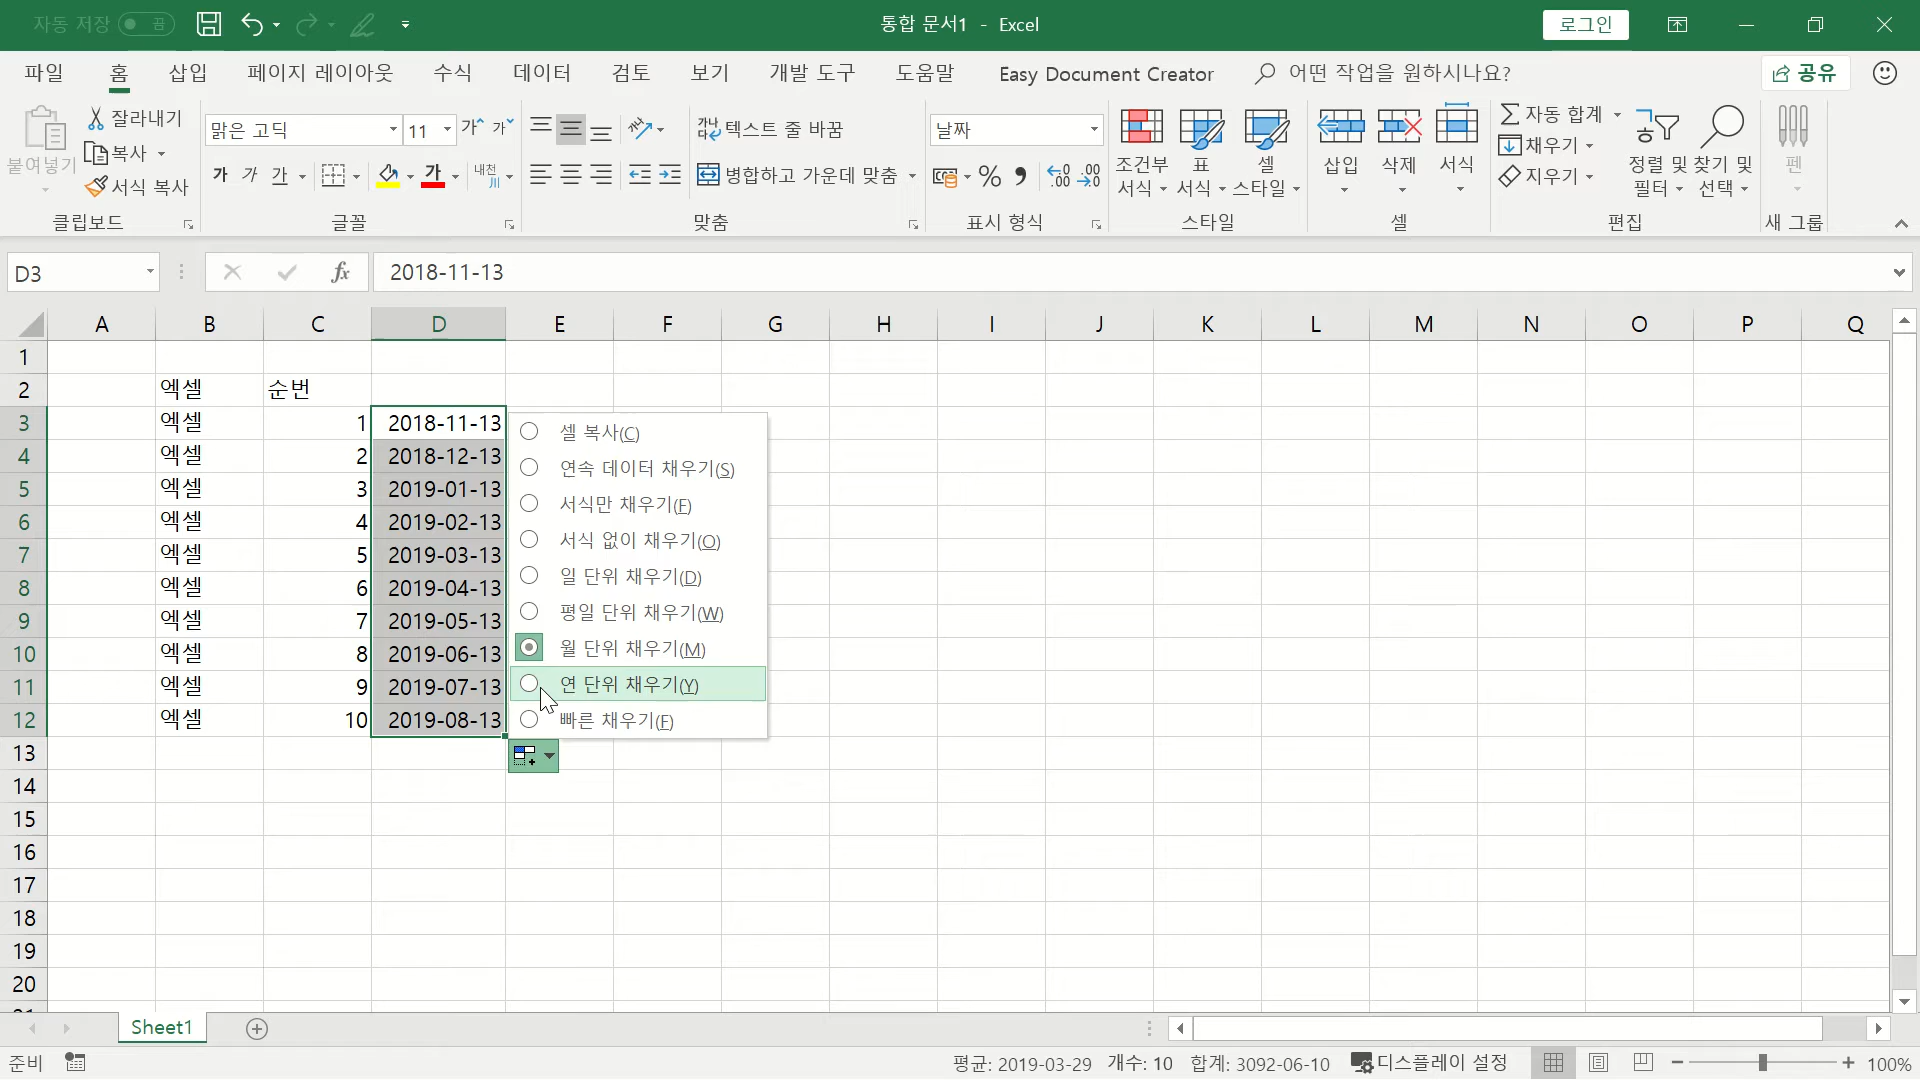 자동 저장 끔
통합 문서1 - Excel
로그인
파일 홈 삽입 페이지 레이아웃 수식 데이터 검토 보기 개발 도구 도움말 Easy Document Creator 어떤 작업을 원하시나요? 공유
붙여넣기
잘라내기
복사
서식 복사
클립보드
맑은 고딕 11 가 가
가 가 가 가 내천 川
글꼴
텍스트 줄 바꿈
병합하고 가운데 맞춤
맞춤
날짜
% 9 .00 .00
표시 형식
조건부 서식
표 서식
셀 스타일
스타일
삽입 삭제 서식
셀
자동 합계
채우기
지우기
정렬 및 필터
찾기 및 선택
편집
펜
새 그룹
D3 fx 2018-11-13
A B C D E F G H I J K L M N O P Q
1
2 엑셀 순번
3 엑셀 1 2018-11-13
4 엑셀 2 2018-12-13
5 엑셀 3 2019-01-13
6 엑셀 4 2019-02-13
7 엑셀 5 2019-03-13
8 엑셀 6 2019-04-13
9 엑셀 7 2019-05-13
10 엑셀 8 2019-06-13
11 엑셀 9 2019-07-13
12 엑셀 10 2019-08-13
셀 복사(C)
연속 데이터 채우기(S)
서식만 채우기(F)
서식 없이 채우기(O)
일 단위 채우기(D)
평일 단위 채우기(W)
월 단위 채우기(M)
연 단위 채우기(Y)
빠른 채우기(F)
13
14
15
16
17
18
19
20
Sheet1
준비
평균: 2019-03-29 개수: 10 합계: 3092-06-10 디스플레이 설정 100%